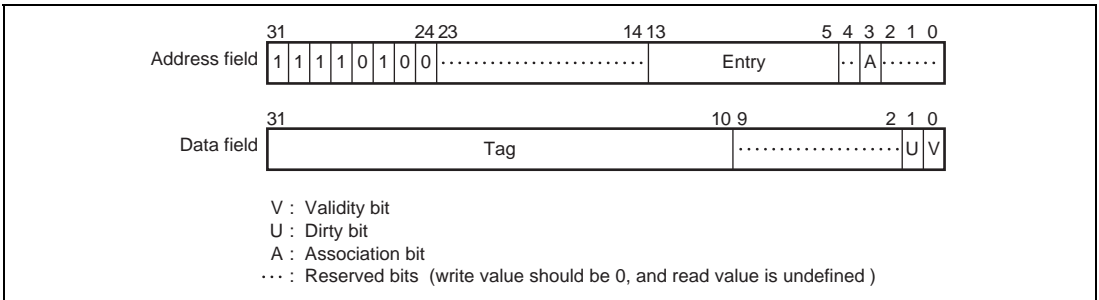 31 24 23 14 13 5 4 3 2 1 0
Address field 1 1 1 1 0 1 0 0 ························· Entry ·· A ·······
31 10 9 2 1 0
Data field Tag ···················· U V
V : Validity bit
U : Dirty bit
A : Association bit
··· : Reserved bits (write value should be 0, and read value is undefined )